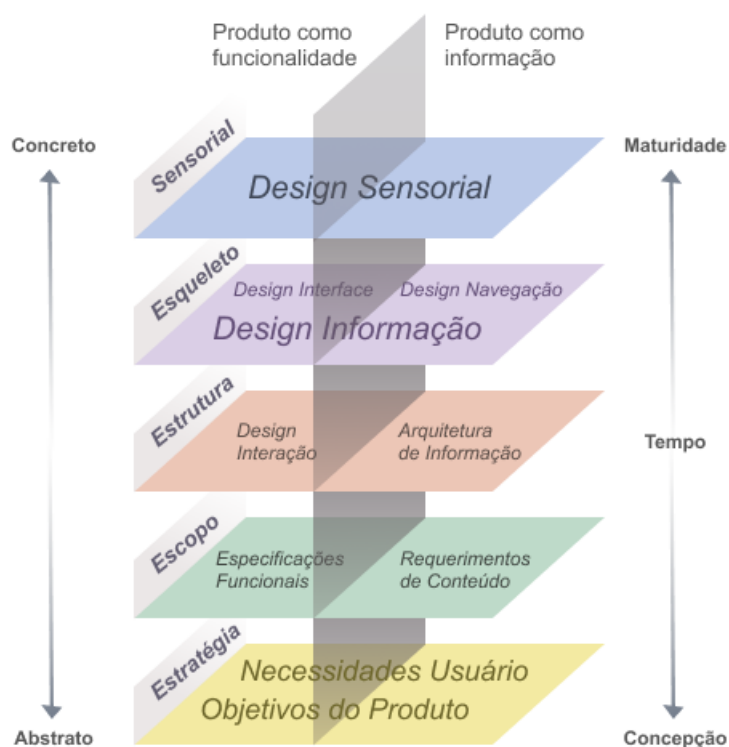 Produto como
funcionalidade
Produto como
informação
Concreto
Maturidade
Sensorial
Design Sensorial
Esqueleto
Design Interface
Design Navegação
Design Informação
Estrutura
Design
Interação
Arquitetura
de Informação
Tempo
Escopo
Especificações
Funcionais
Requerimentos
de Conteúdo
Estratégia
Necessidades Usuário
Objetivos do Produto
Abstrato
Concepção